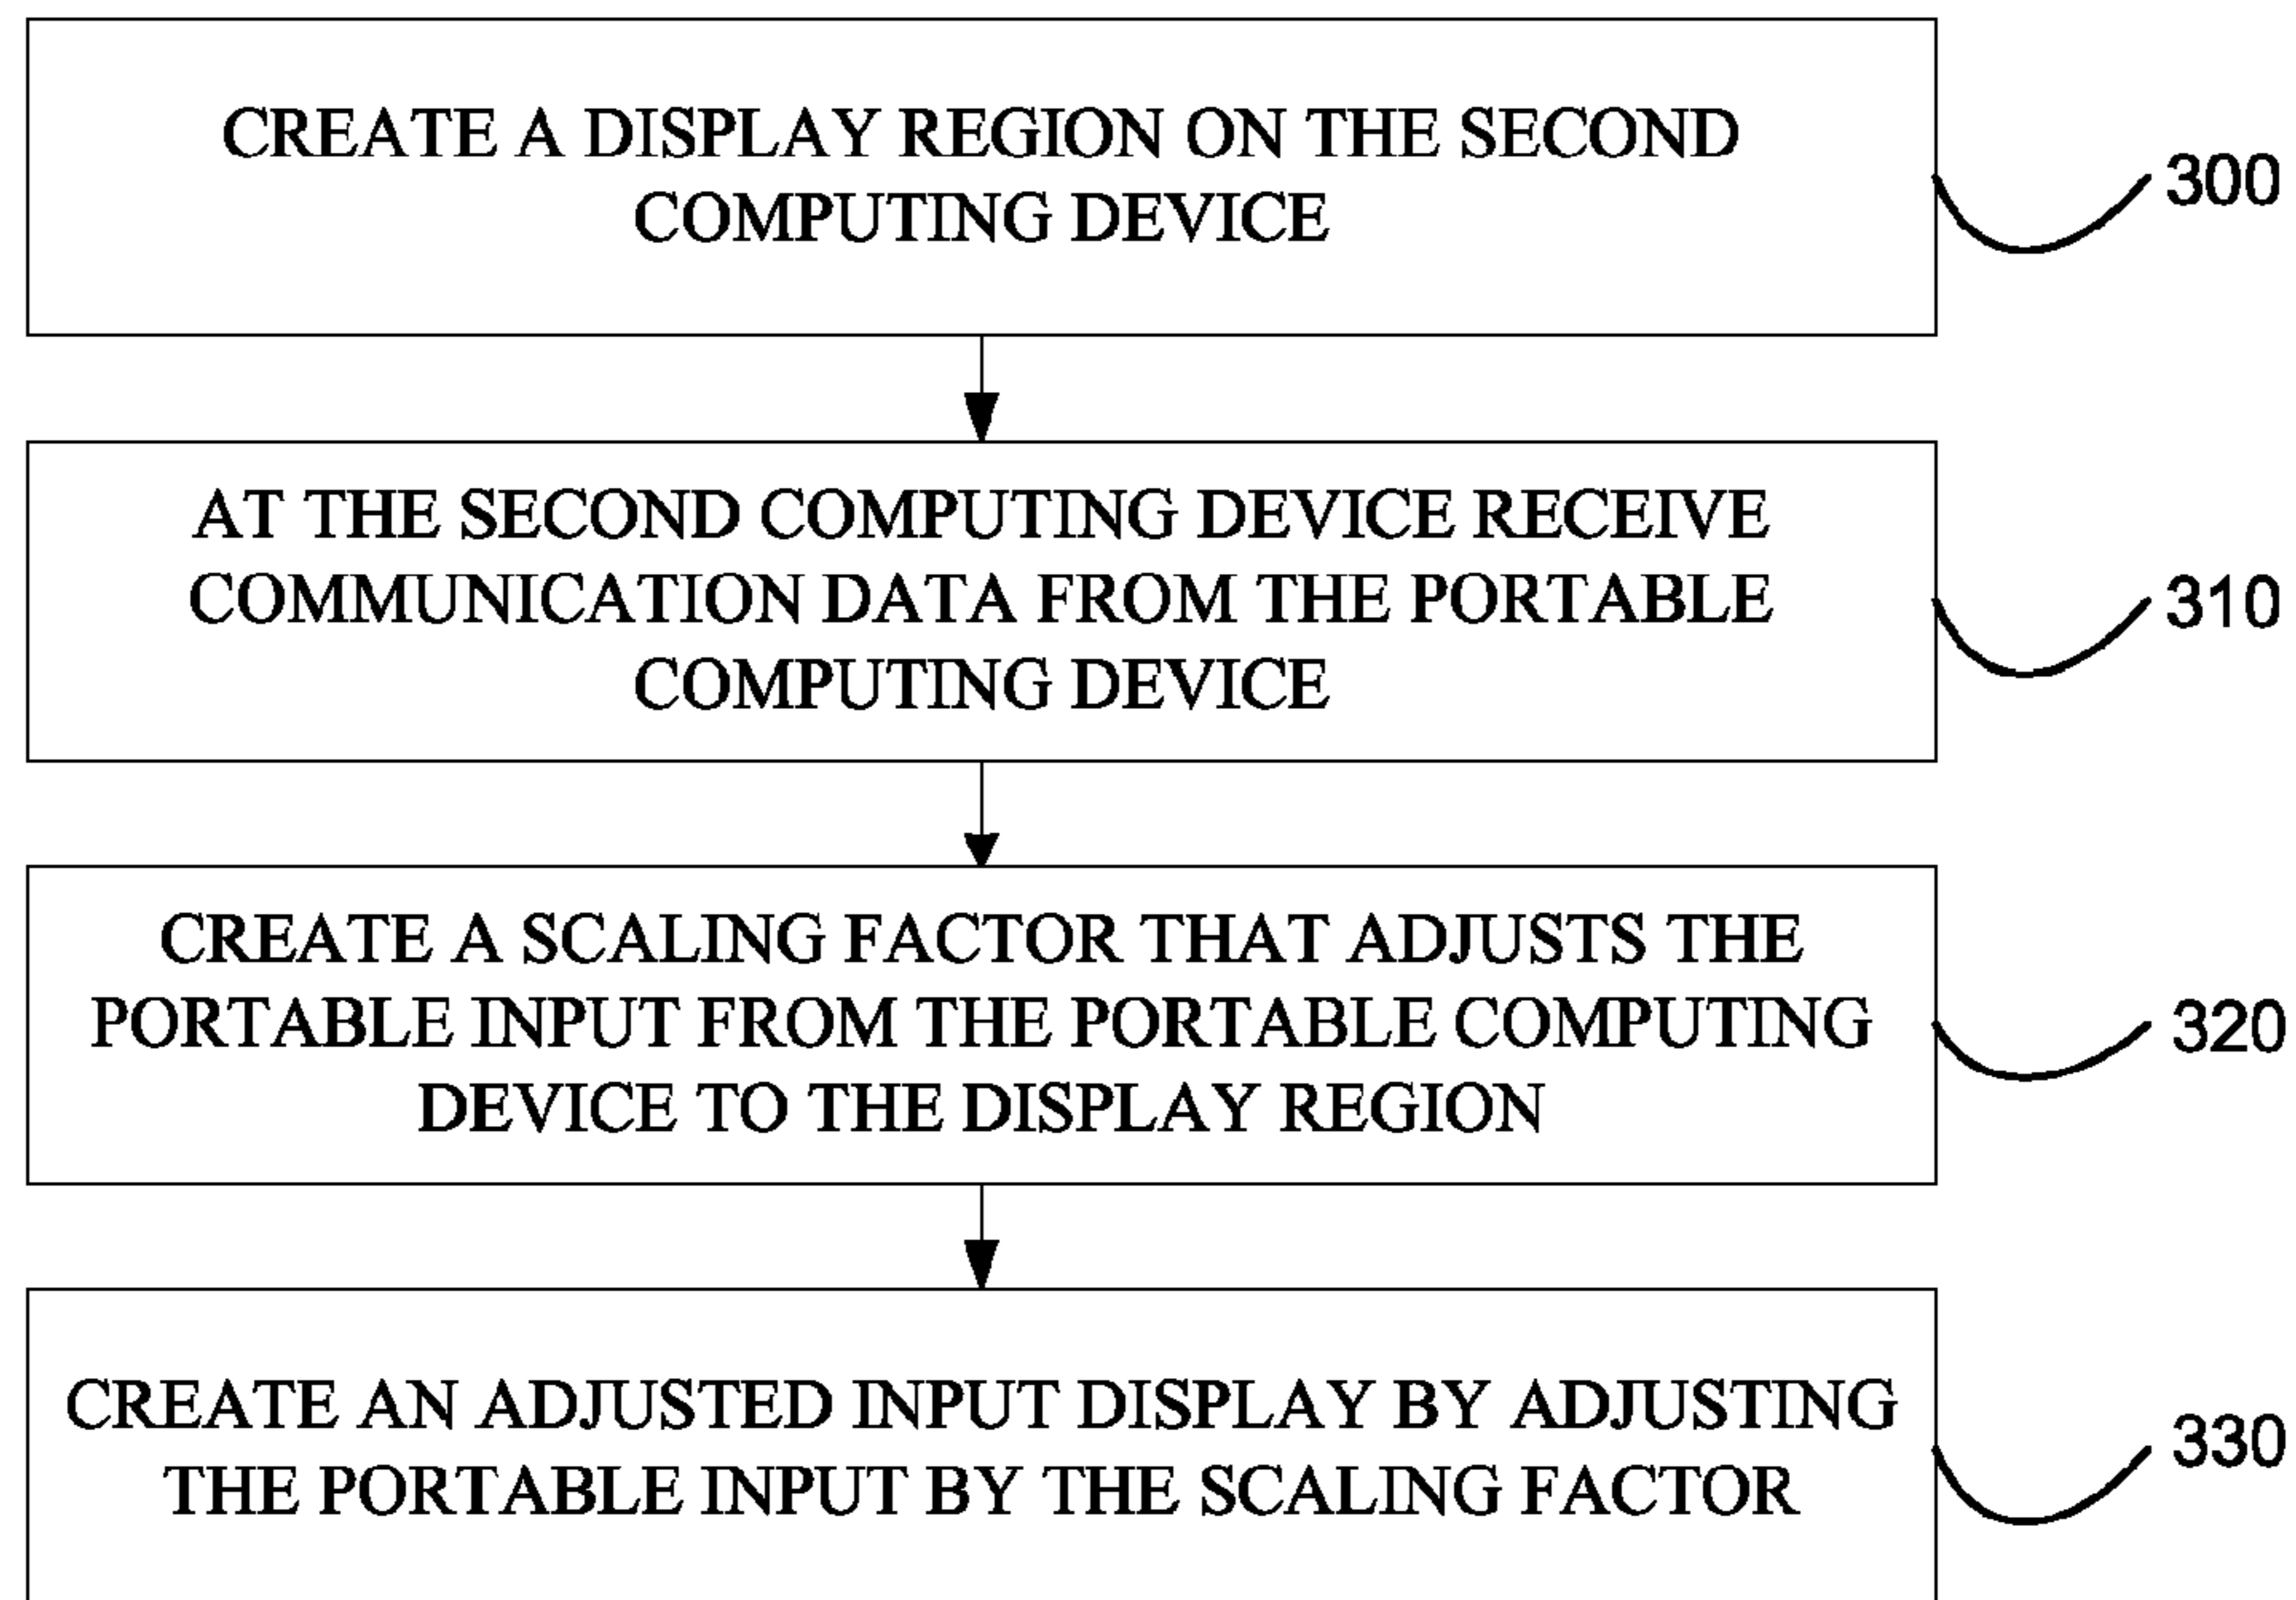 CREATE A DISPLAY REGION ON THE SECOND
COMPUTING DEVICE
300
AT THE SECOND COMPUTING DEVICE RECEIVE
COMMUNICATION DATA FROM THE PORTABLE
COMPUTING DEVICE
310
CREATE A SCALING FACTOR THAT ADJUSTS THE
PORTABLE INPUT FROM THE PORTABLE COMPUTING
DEVICE TO THE DISPLAY REGION
320
CREATE AN ADJUSTED INPUT DISPLAY BY ADJUSTING
THE PORTABLE INPUT BY THE SCALING FACTOR
330